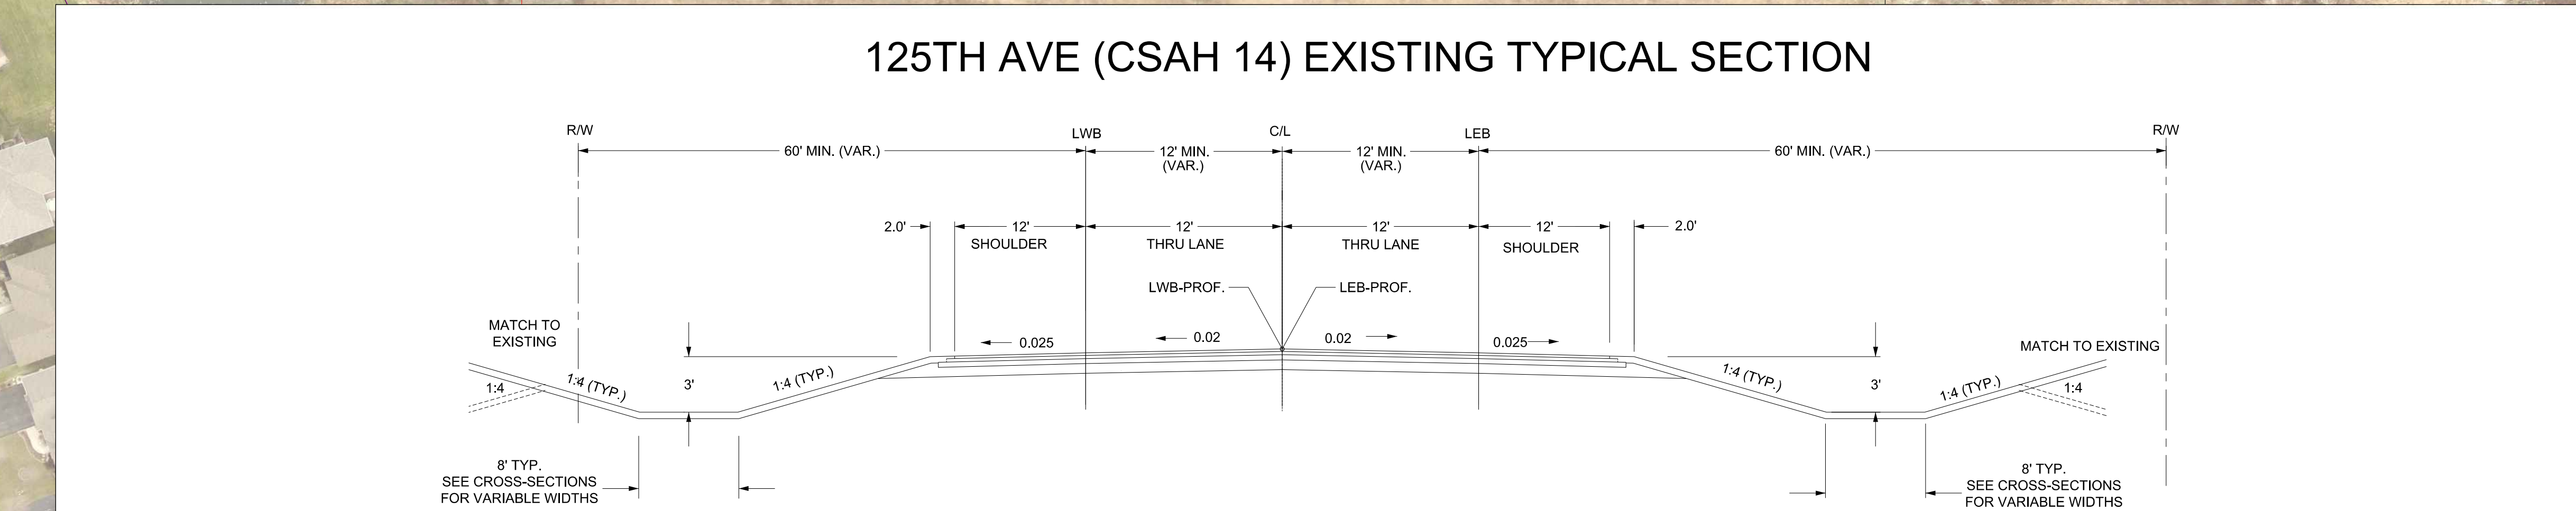 125TH AVE (CSAH 14) EXISTING TYPICAL SECTION
R/W
LWB
C/L
LEB
R/W
60' MIN. (VAR.)
12' MIN.
(VAR.)
12' MIN.
(VAR.)
60' MIN. (VAR.)
2.0'
12'
SHOULDER
12'
THRU LANE
12'
THRU LANE
12'
SHOULDER
2.0'
LWB-PROF.
LEB-PROF.
MATCH TO
EXISTING
0.025
0.02
0.02
0.025
MATCH TO EXISTING
1:4
1:4 (TYP.)
3'
1:4 (TYP.)
1:4 (TYP.)
3'
1:4 (TYP.)
1:4
8' TYP.
SEE CROSS-SECTIONS
FOR VARIABLE WIDTHS
8' TYP.
SEE CROSS-SECTIONS
FOR VARIABLE WIDTHS